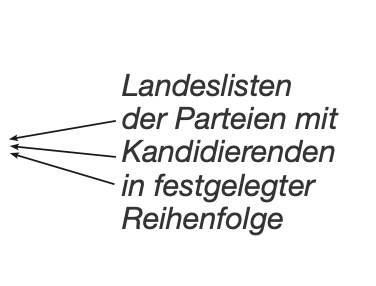 Landeslisten
der Parteien mit
Kandidierenden
in festgelegter
Reihenfolge